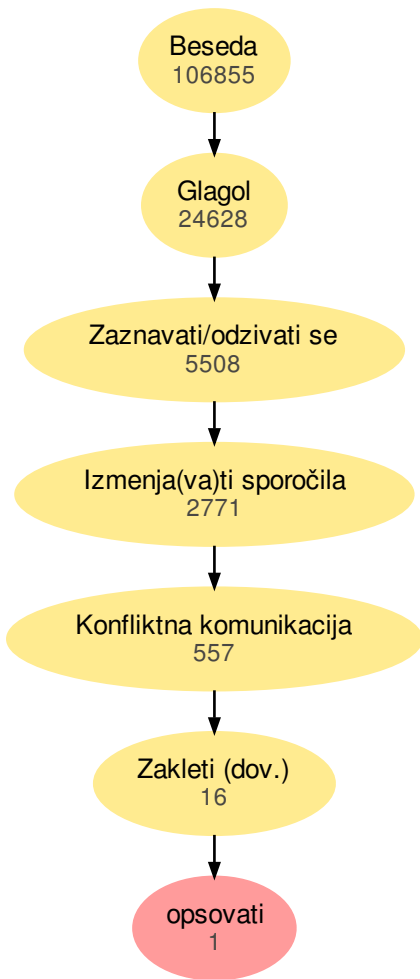 Beseda
106855
Glagol
24628
Zaznavati/odzivati se
5508
Izmenja(va)ti sporočila
2771
Konfliktna komunikacija
557
Zakleti (dov.)
16
opsovati
1